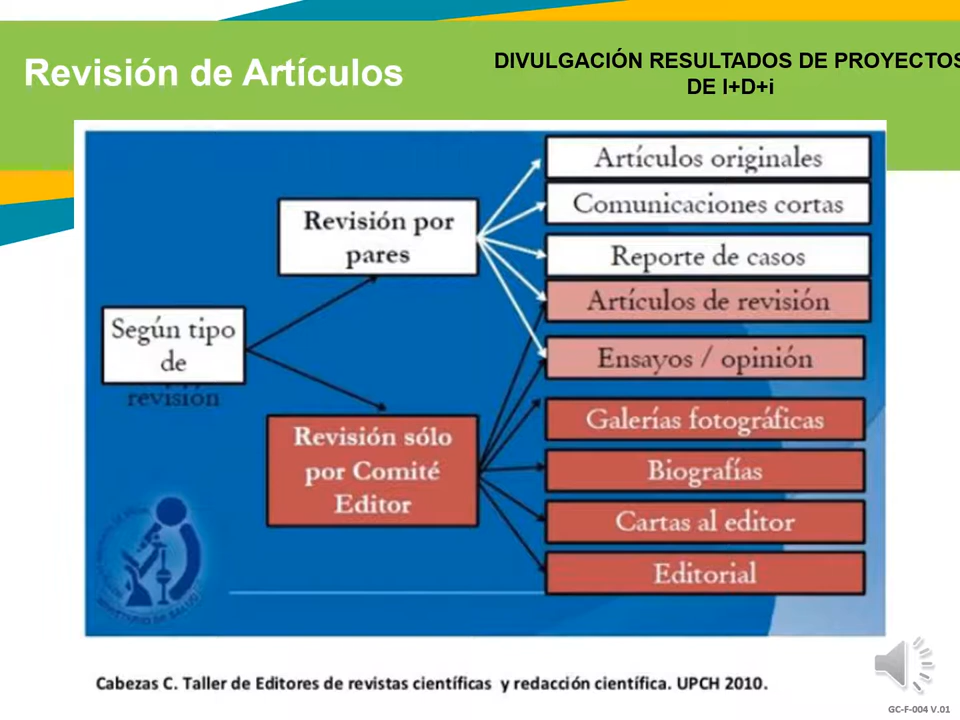 Revisión de Artículos
DIVULGACIÓN RESULTADOS DE PROYECTOS
DE I+D+i
Artículos originales
Comunicaciones cortas
Revisión por
pares
Reporte de casos
Artículos de revisión
Según tipo
de
revisión
Ensayos / opinión
Galerías fotográficas
Revisión sólo
por Comité
Editor
Biografías
Cartas al editor
Editorial
Cabezas C. Taller de Editores de revistas científicas y redacción científica. UPCH 2010.
GC-F-004 V.01